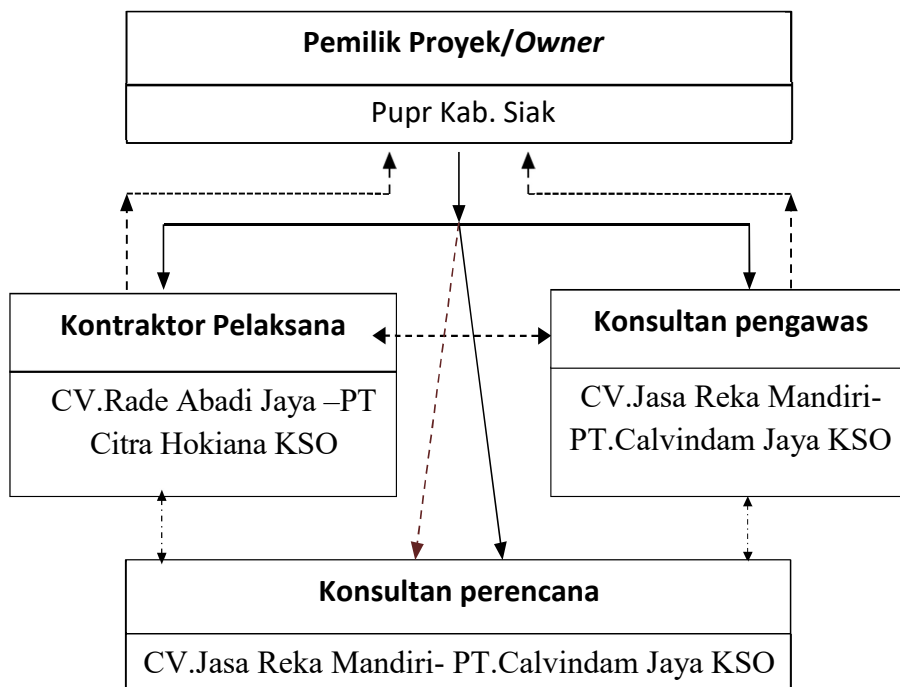 Pemilik Proyek/Owner
Pupr Kab. Siak
Kontraktor Pelaksana
CV.Rade Abadi Jaya –PT
Citra Hokiana KSO
Konsultan pengawas
CV.Jasa Reka Mandiri-
PT.Calvindam Jaya KSO
Konsultan perencana
CV.Jasa Reka Mandiri- PT.Calvindam Jaya KSO